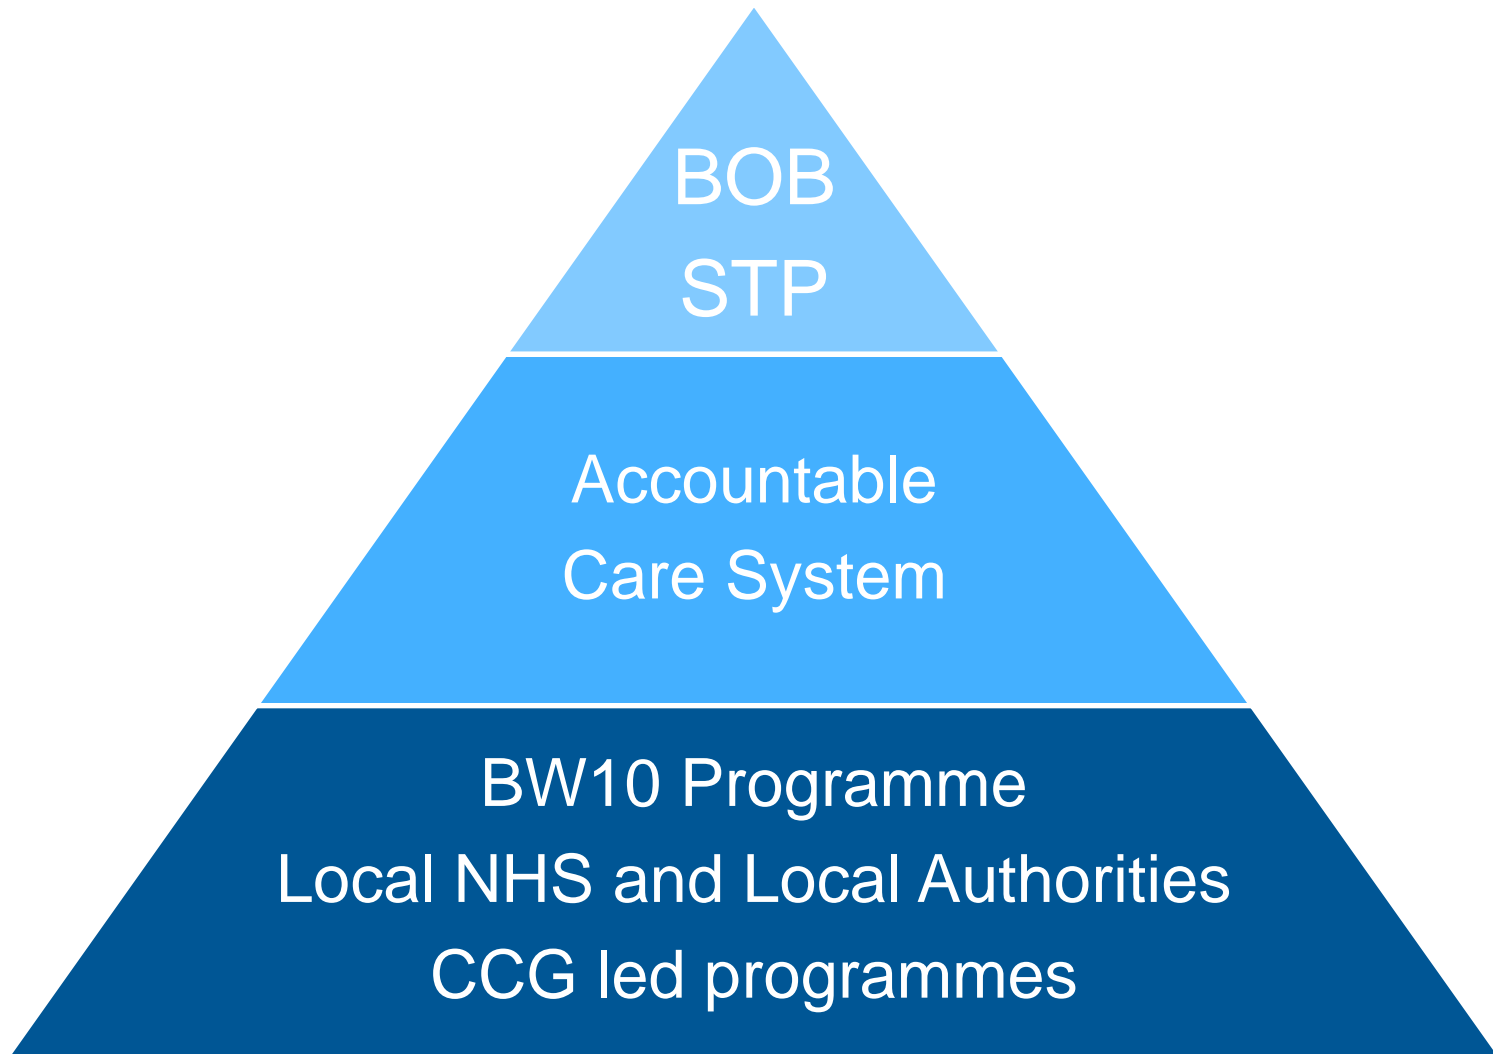 BOB
STP
Accountable
Care System
BW10 Programme
Local NHS and Local Authorities
CCG led programmes